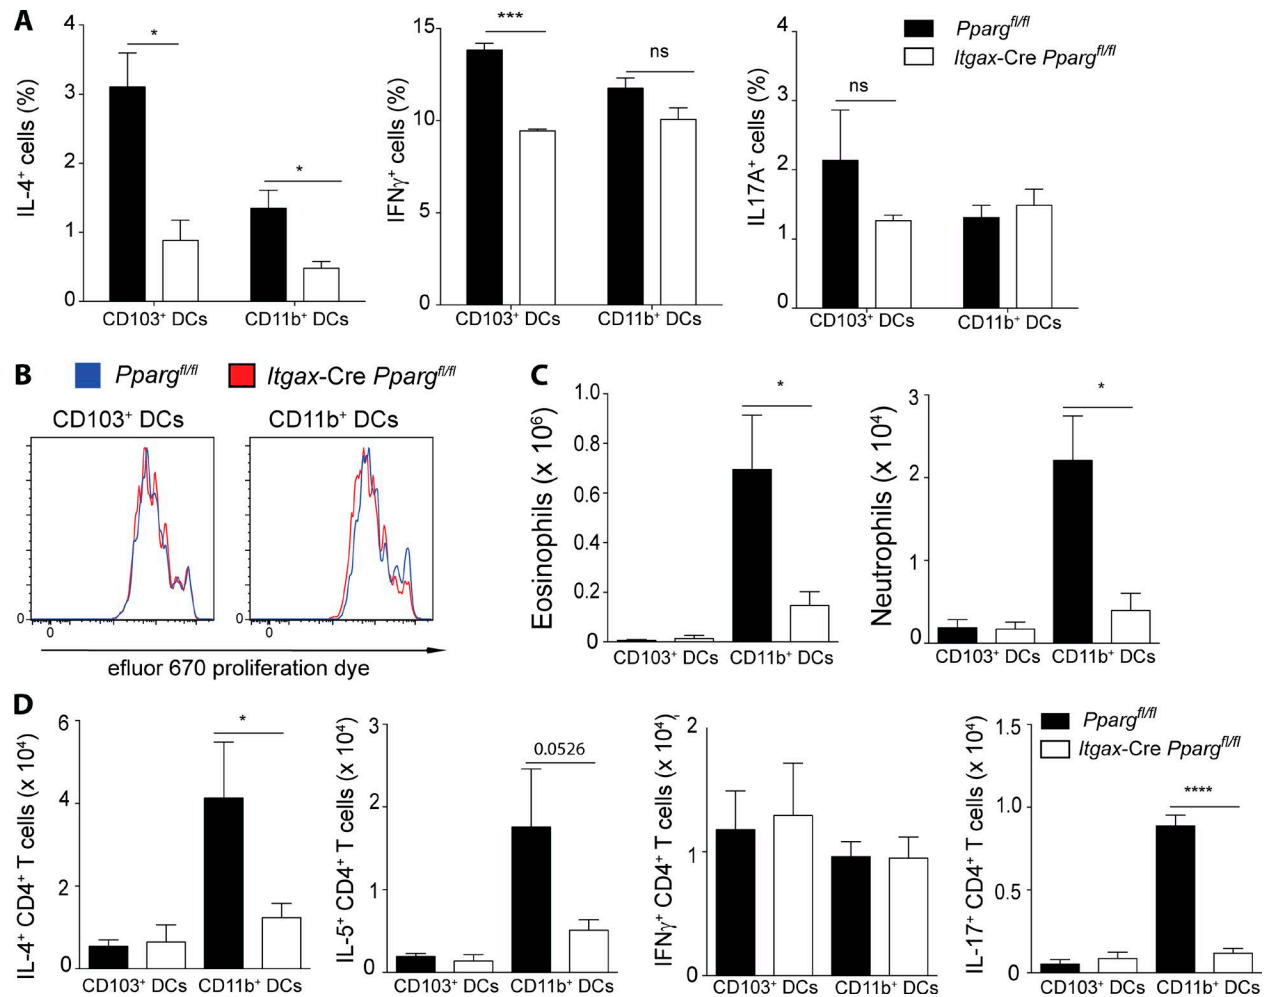 A
IL-4⁺ cells (%)
4
3
2
1
0
*
*
CD103⁺ DCs
CD11b⁺ DCs
IFNγ⁺ cells (%)
15
10
5
0
***
ns
CD103⁺ DCs
CD11b⁺ DCs
IL17A⁺ cells (%)
4
3
2
1
0
ns
CD103⁺ DCs
CD11b⁺ DCs
Pparg^fl/fl
Itgax-Cre Pparg^fl/fl
B
Pparg^fl/fl
Itgax-Cre Pparg^fl/fl
CD103⁺ DCs
CD11b⁺ DCs
0
0
0
0
efluor 670 proliferation dye
C
Eosinophils (x 10⁶)
1.0
0.8
0.6
0.4
0.2
0
*
CD103⁺ DCs
CD11b⁺ DCs
Neutrophils (x 10⁴)
3
2
1
0
*
CD103⁺ DCs
CD11b⁺ DCs
D
IL-4⁺ CD4⁺ T cells (x 10⁴)
6
4
2
0
*
CD103⁺ DCs
CD11b⁺ DCs
IL-5⁺ CD4⁺ T cells (x 10⁴)
3
2
1
0
0.0526
CD103⁺ DCs
CD11b⁺ DCs
IFNγ⁺ CD4⁺ T cells (x 10⁴)
2
1
0
CD103⁺ DCs
CD11b⁺ DCs
IL-17⁺ CD4⁺ T cells (x 10⁴)
1.5
1.0
0.5
0
Pparg^fl/fl
Itgax-Cre Pparg^fl/fl
****
CD103⁺ DCs
CD11b⁺ DCs